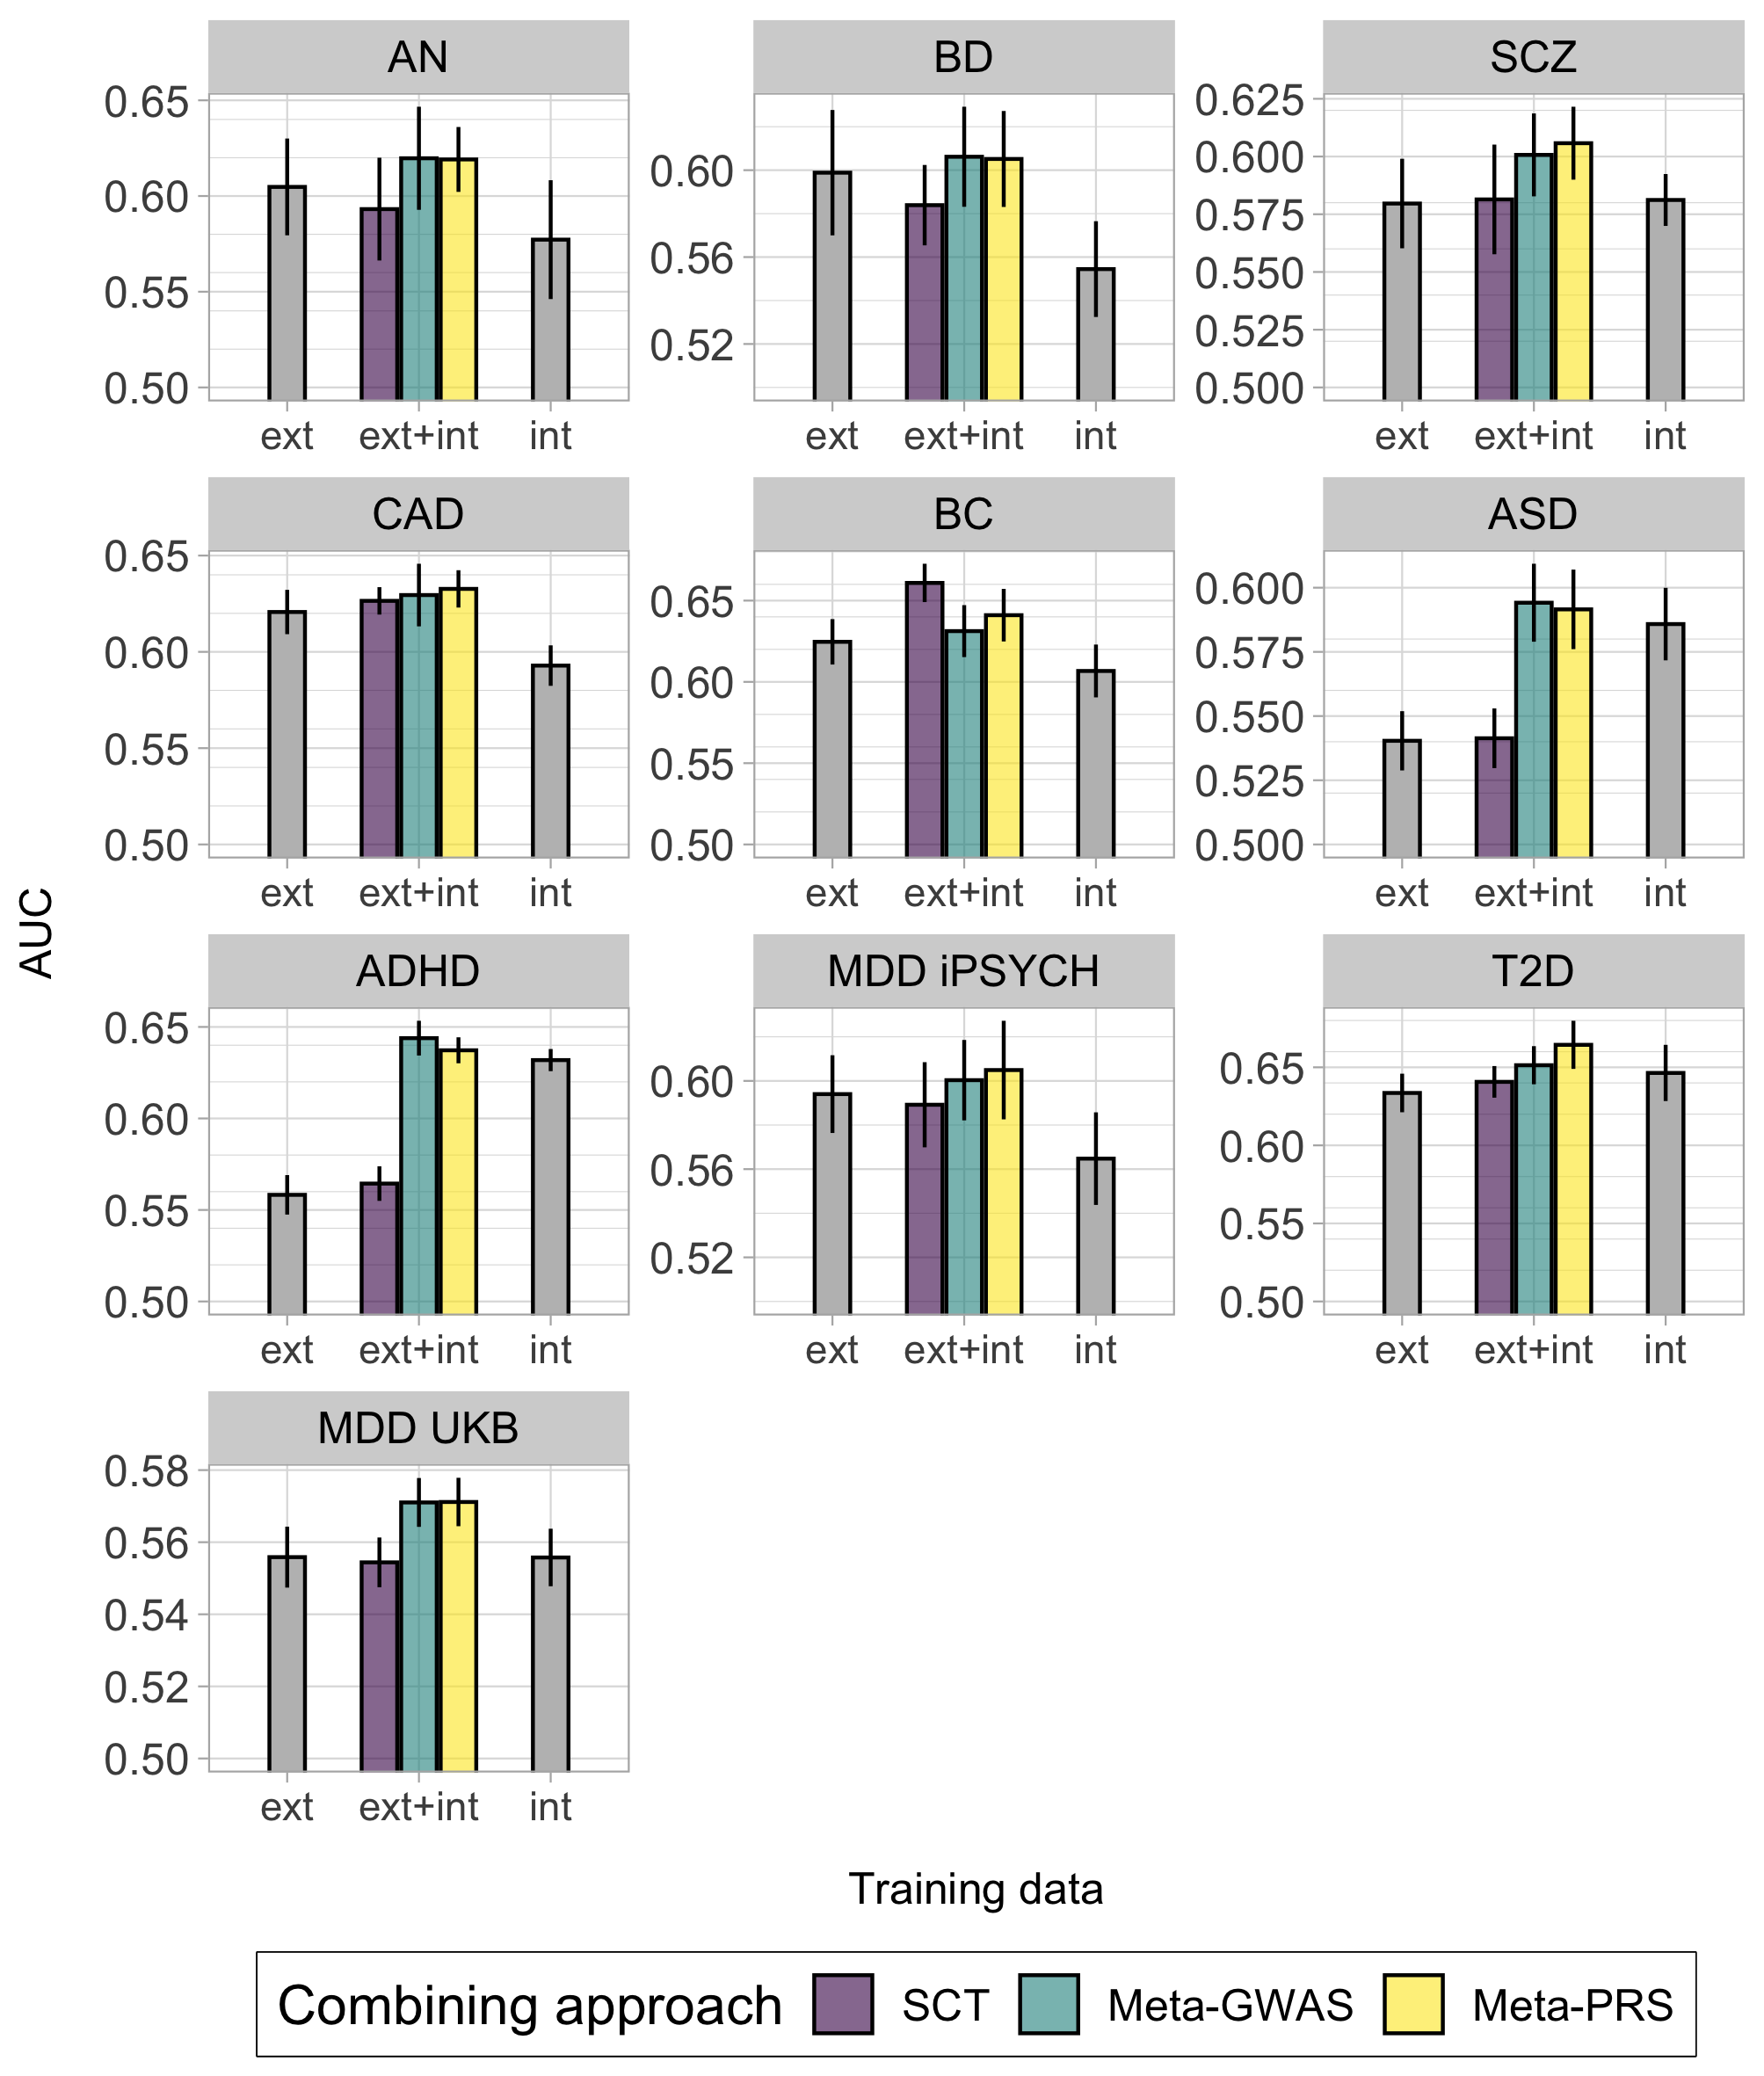 AN BD SCZ
0.65 0.60 0.55 0.50
0.60 0.56 0.52
0.625 0.600 0.575 0.550 0.525 0.500
ext ext+int int ext ext+int int ext ext+int int
CAD BC ASD
0.65 0.60 0.55 0.50
0.65 0.60 0.55 0.50
0.600 0.575 0.550 0.525 0.500
ext ext+int int ext ext+int int ext ext+int int
AUC
ADHD MDD iPSYCH T2D
0.65 0.60 0.55 0.50
0.60 0.56 0.52
0.65 0.60 0.55 0.50
ext ext+int int ext ext+int int ext ext+int int
MDD UKB
0.58 0.56 0.54 0.52 0.50
ext ext+int int
Training data
Combining approach SCT Meta-GWAS Meta-PRS